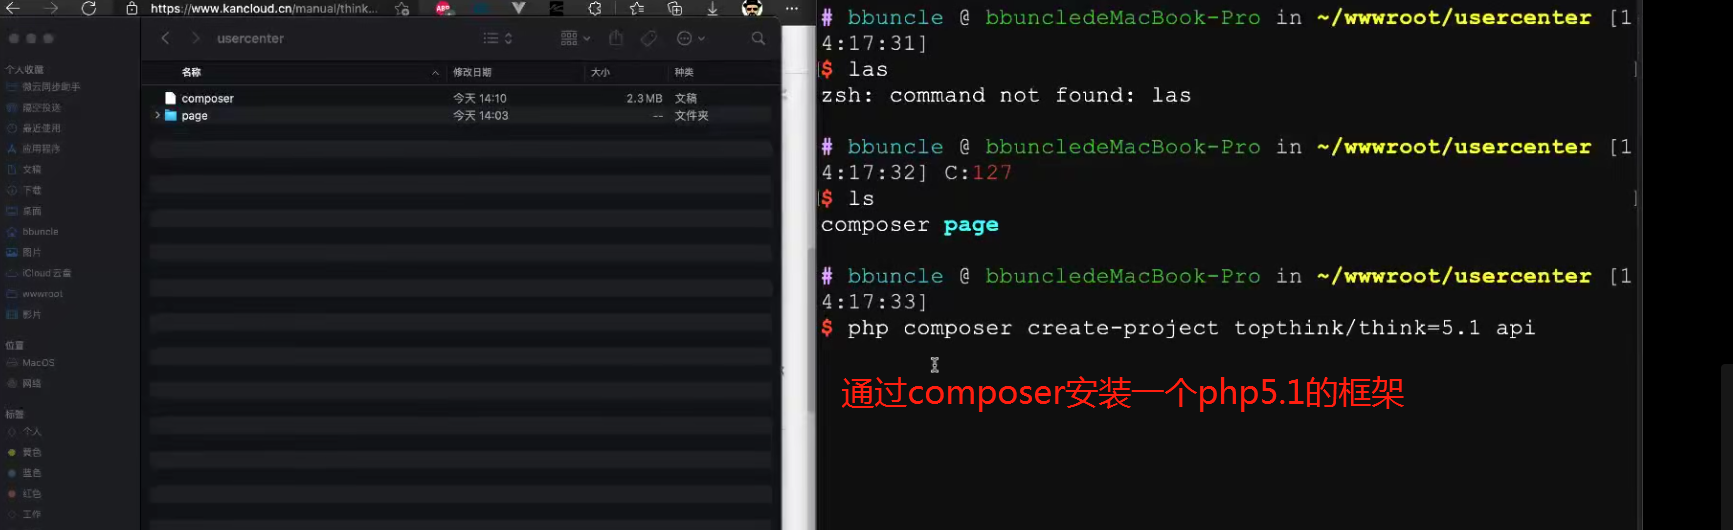 https://www.kancloud.cn/manual/think...
ABP
usercenter
个人收藏
微云同步助手
隔空投送
最近使用
应用程序
文稿
下载
桌面
bbuncle
图片
iCloud云盘
wwwroot
影片
位置
MacOS
网络
标签
个人
黄色
蓝色
红色
工作
名称 修改日期 大小 种类
composer 今天 14:10 2.3 MB 文稿
page 今天 14:03 -- 文件夹
# bbuncle @ bbuncledeMacBook-Pro in ~/wwwroot/usercenter [1
4:17:31]
$ las
zsh: command not found: las
# bbuncle @ bbuncledeMacBook-Pro in ~/wwwroot/usercenter [1
4:17:32] C:127
$ ls
composer page
# bbuncle @ bbuncledeMacBook-Pro in ~/wwwroot/usercenter [1
4:17:33]
$ php composer create-project topthink/think=5.1 api
通过composer安装一个php5.1的框架